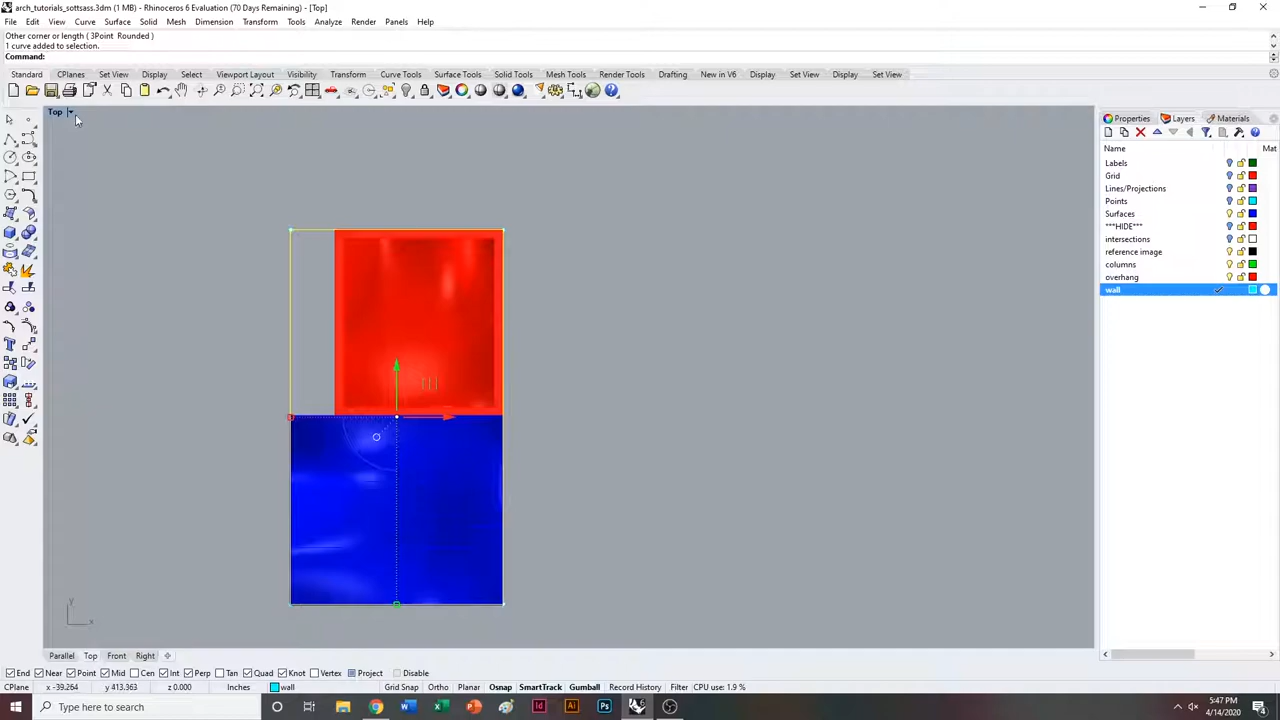 arch_tutorials_sottsass.3dm (1 MB) - Rhinoceros 6 Evaluation (70 Days Remaining) - [Top]
File Edit View Curve Surface Solid Mesh Dimension Transform Tools Analyze Render Panels Help
Other corner or length ( 3Point Rounded )
1 curve added to selection.
Command:
Standard CPlanes Set View Display Select Viewport Layout Visibility Transform Curve Tools Surface Tools Solid Tools Mesh Tools Render Tools Drafting New in V6 Display Set View Display Set View
Top
Properties Layers Materials
Name Mat
Labels
Grid
Lines/Projections
Points
Surfaces
***HIDE***
intersections
reference image
columns
overhang
wall
y
x
Parallel Top Front Right
End Near Point Mid Cen Int Perp Tan Quad Knot Vertex Project Disable
CPlane x -39.264 y 413.363 z 0.000 Inches wall Grid Snap Ortho Planar Osnap SmartTrack Gumball Record History Filter CPU use: 1.9 %
Type here to search
5:47 PM
4/14/2020